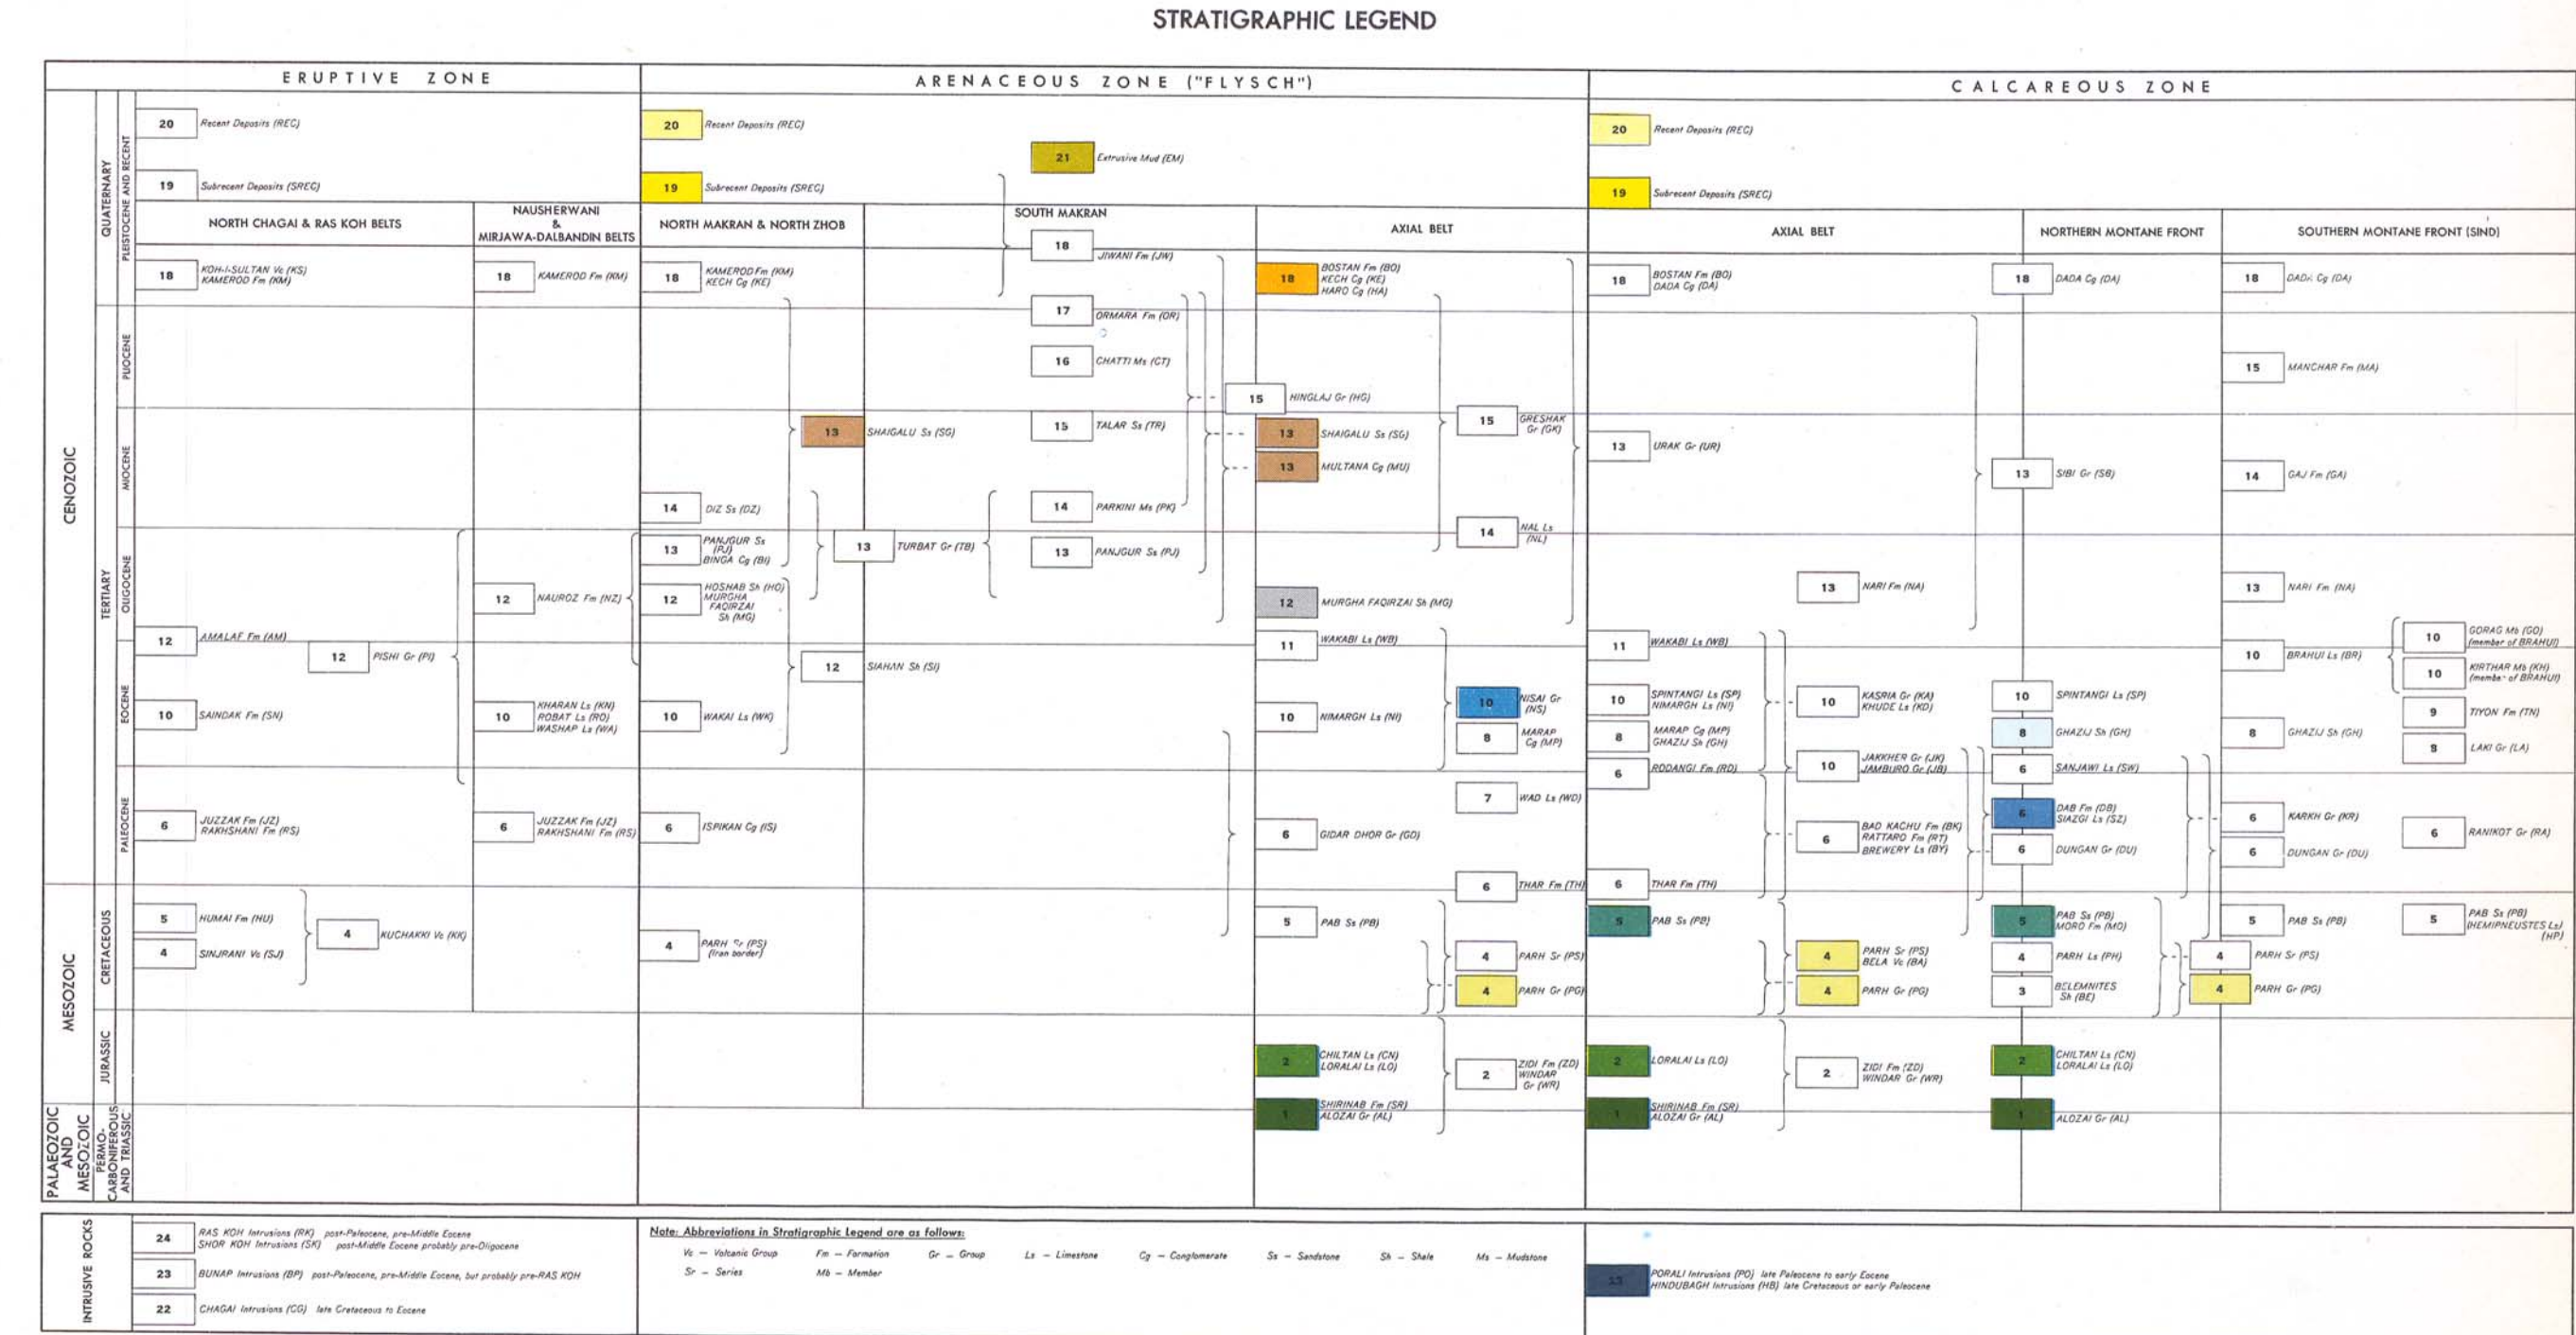 STRATIGRAPHIC LEGEND
ERUPTIVE ZONE
ARENACEOUS ZONE ("FLYSCH")
CALCAREOUS ZONE
CENOZOIC
MESOZOIC
PALAEOZOIC
AND
MESOZOIC
QUATERNARY
TERTIARY
CRETACEOUS
JURASSIC
PERMO-
CARBONIFEROUS
AND TRIASSIC
PLEISTOCENE AND RECENT
PLIOCENE
MIOCENE
OLIGOCENE
EOCENE
PALEOCENE
20 Recent Deposits (REC)
19 Subrecent Deposits (SREC)
NORTH CHAGAI & RAS KOH BELTS
18 KOH-I-SULTAN Vc (KS)
KAMEROD Fm (KM)
12 AMALAF Fm (AM)
12 PISHI Gr (PI)
10 SAINDAK Fm (SN)
6 JUZZAK Fm (JZ)
RAKHSHANI Fm (RS)
5 HUMAI Fm (HU)
4 SINJRANI Vc (SJ)
4 KUCHAKKI Vc (KK)
NAUSHERWANI
&
MIRJAWA-DALBANDIN BELTS
18 KAMEROD Fm (KM)
12 NAUROZ Fm (NZ)
10 KHARAN Ls (KN)
ROBAT Ls (RO)
WASHAP Ls (WA)
6 JUZZAK Fm (JZ)
RAKHSHANI Fm (RS)
20 Recent Deposits (REC)
21 Extrusive Mud (EM)
19 Subrecent Deposits (SREC)
NORTH MAKRAN & NORTH ZHOB
18 KAMEROD Fm (KM)
KECH Cg (KE)
13 SHAIGALU Ss (SG)
14 DIZ Ss (DZ)
13 PANJGUR Ss
(PJ)
BINGA Cg (BI)
12 HOSHAB Sh (HO)
MURGHA
FAQIRZAI
Sh (MG)
13 TURBAT Gr (TB)
12 SIAHAN Sh (SI)
10 WAKAI Ls (WK)
6 ISPIKAN Cg (IS)
4 PARH Sr (PS)
(Iran border)
SOUTH MAKRAN
18 JIWANI Fm (JW)
17 ORMARA Fm (OR)
16 CHATTI Ms (CT)
15 HINGLAJ Gr (HG)
15 TALAR Ss (TR)
14 PARKINI Ms (PK)
13 PANJGUR Ss (PJ)
AXIAL BELT
18 BOSTAN Fm (BO)
KECH Cg (KE)
HARO Cg (HA)
13 SHAIGALU Ss (SG)
13 MULTANA Cg (MU)
15 GRESHAK
Gr (GK)
14 NAL Ls
(NL)
12 MURGHA FAQIRZAI Sh (MG)
11 WAKABI Ls (WB)
10 NIMARGH Ls (NI)
10 NISAI Gr
(NS)
8 MARAP
Cg (MP)
7 WAD Ls (WD)
6 GIDAR DHOR Gr (GD)
6 THAR Fm (TH)
5 PAB Ss (PB)
4 PARH Sr (PS)
4 PARH Gr (PG)
2 CHILTAN Ls (CN)
LORALAI Ls (LO)
2 ZIDI Fm (ZD)
WINDAR
Gr (WR)
1 SHIRINAB Fm (SR)
ALOZAI Gr (AL)
20 Recent Deposits (REC)
19 Subrecent Deposits (SREC)
AXIAL BELT
18 BOSTAN Fm (BO)
DADA Cg (DA)
13 URAK Gr (UR)
13 NARI Fm (NA)
11 WAKABI Ls (WB)
10 SPINTANGI Ls (SP)
NIMARGH Ls (NI)
10 KASRIA Gr (KA)
KHUDE Ls (KD)
8 MARAP Cg (MP)
GHAZIJ Sh (GH)
6 RODANGI Fm (RD)
10 JAKKHER Gr (JK)
JAMBURO Gr (JB)
6 BAD KACHU Fm (BK)
RATTARO Fm (RT)
BREWERY Ls (BY)
6 THAR Fm (TH)
5 PAB Ss (PB)
4 PARH Sr (PS)
BELA Vc (BA)
4 PARH Gr (PG)
2 LORALAI Ls (LO)
2 ZIDI Fm (ZD)
WINDAR Gr (WR)
1 SHIRINAB Fm (SR)
ALOZAI Gr (AL)
NORTHERN MONTANE FRONT
18 DADA Cg (DA)
13 SIBI Gr (SB)
10 SPINTANGI Ls (SP)
8 GHAZIJ Sh (GH)
6 SANJAWI Ls (SW)
6 DAB Fm (DB)
SIAZGI Ls (SZ)
6 DUNGAN Gr (DU)
5 PAB Ss (PB)
MORO Fm (MO)
4 PARH Ls (PH)
3 BELEMNITES
Sh (BE)
2 CHILTAN Ls (CN)
LORALAI Ls (LO)
1 ALOZAI Gr (AL)
SOUTHERN MONTANE FRONT (SIND)
18 DADA Cg (DA)
15 MANCHAR Fm (MA)
14 GAJ Fm (GA)
13 NARI Fm (NA)
10 BRAHUI Ls (BR)
10 GORAG Mb (GO)
(member of BRAHUI)
10 KIRTHAR Mb (KH)
(member of BRAHUI)
9 TIYON Fm (TN)
8 GHAZIJ Sh (GH)
8 LAKI Gr (LA)
6 KARKH Gr (KR)
6 RANIKOT Gr (RA)
6 DUNGAN Gr (DU)
5 PAB Ss (PB)
5 PAB Ss (PB)
(HEMIPNEUSTES Ls)
(HP)
4 PARH Sr (PS)
4 PARH Gr (PG)
INTRUSIVE ROCKS
24 RAS KOH Intrusions (RK) post-Paleocene, pre-Middle Eocene
SHOR KOH Intrusions (SK) post-Middle Eocene probably pre-Oligocene
23 BUNAP Intrusions (BP) post-Paleocene, pre-Middle Eocene, but probably pre-RAS KOH
22 CHAGAI Intrusions (CG) late Cretaceous to Eocene
Note: Abbreviations in Stratigraphic Legend are as follows:
Vc – Volcanic Group Fm – Formation Gr – Group Ls – Limestone Cg – Conglomerate Ss – Sandstone Sh – Shale Ms – Mudstone
Sr – Series Mb – Member
PORALI Intrusions (PO) late Paleocene to early Eocene
HINDUBAGH Intrusions (HB) late Cretaceous or early Paleocene